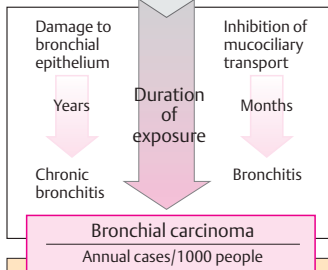 Damage to
bronchial
epithelium
Years
Chronic
bronchitis
Duration
of
exposure
Inhibition of
mucociliary
transport
Months
Bronchitis
Bronchial carcinoma
Annual cases/1000 people